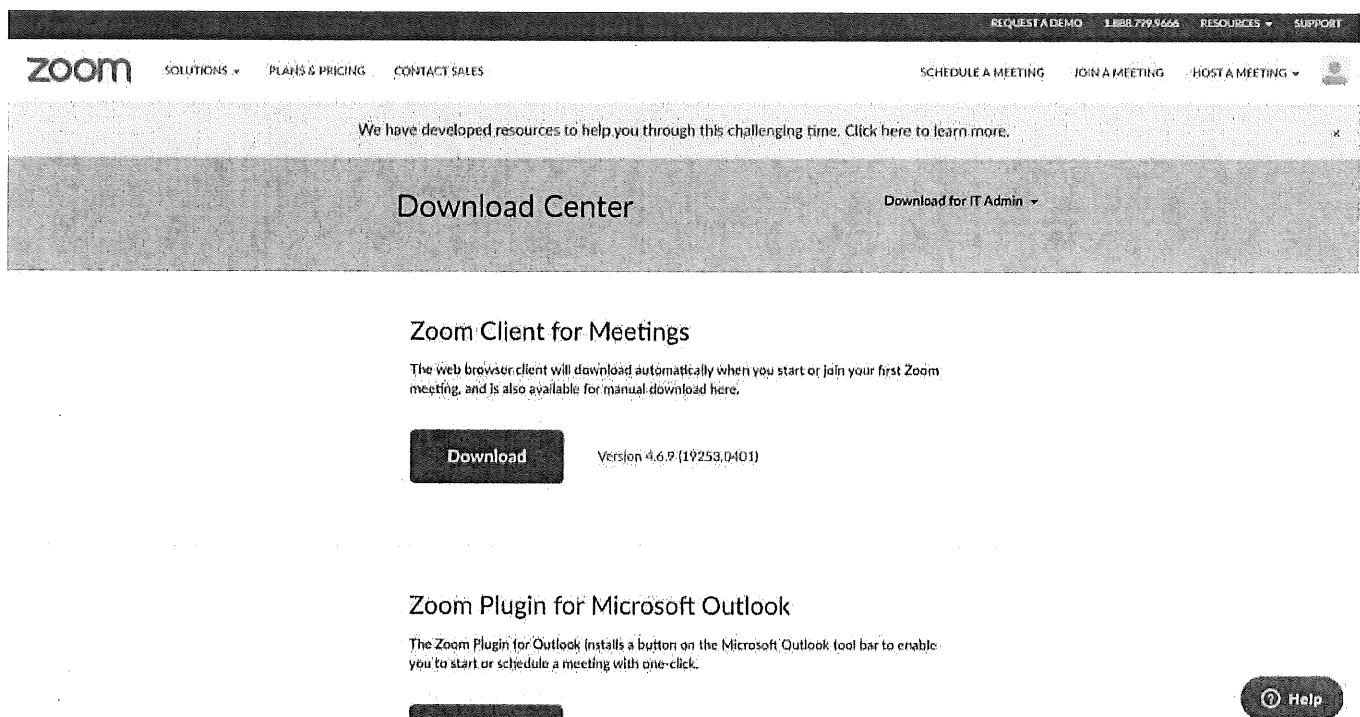 REQUEST A DEMO 1.888.799.9666 RESOURCES SUPPORT
zoom SOLUTIONS PLANS & PRICING CONTACT SALES SCHEDULE A MEETING JOIN A MEETING HOST A MEETING
We have developed resources to help you through this challenging time. Click here to learn more. ×
Download Center Download for IT Admin
Zoom Client for Meetings
The web browser client will download automatically when you start or join your first Zoom
meeting, and is also available for manual download here.
Download Version 4.6.9 (19253.0401)
Zoom Plugin for Microsoft Outlook
The Zoom Plugin for Outlook installs a button on the Microsoft Outlook tool bar to enable
you to start or schedule a meeting with one-click.
Help